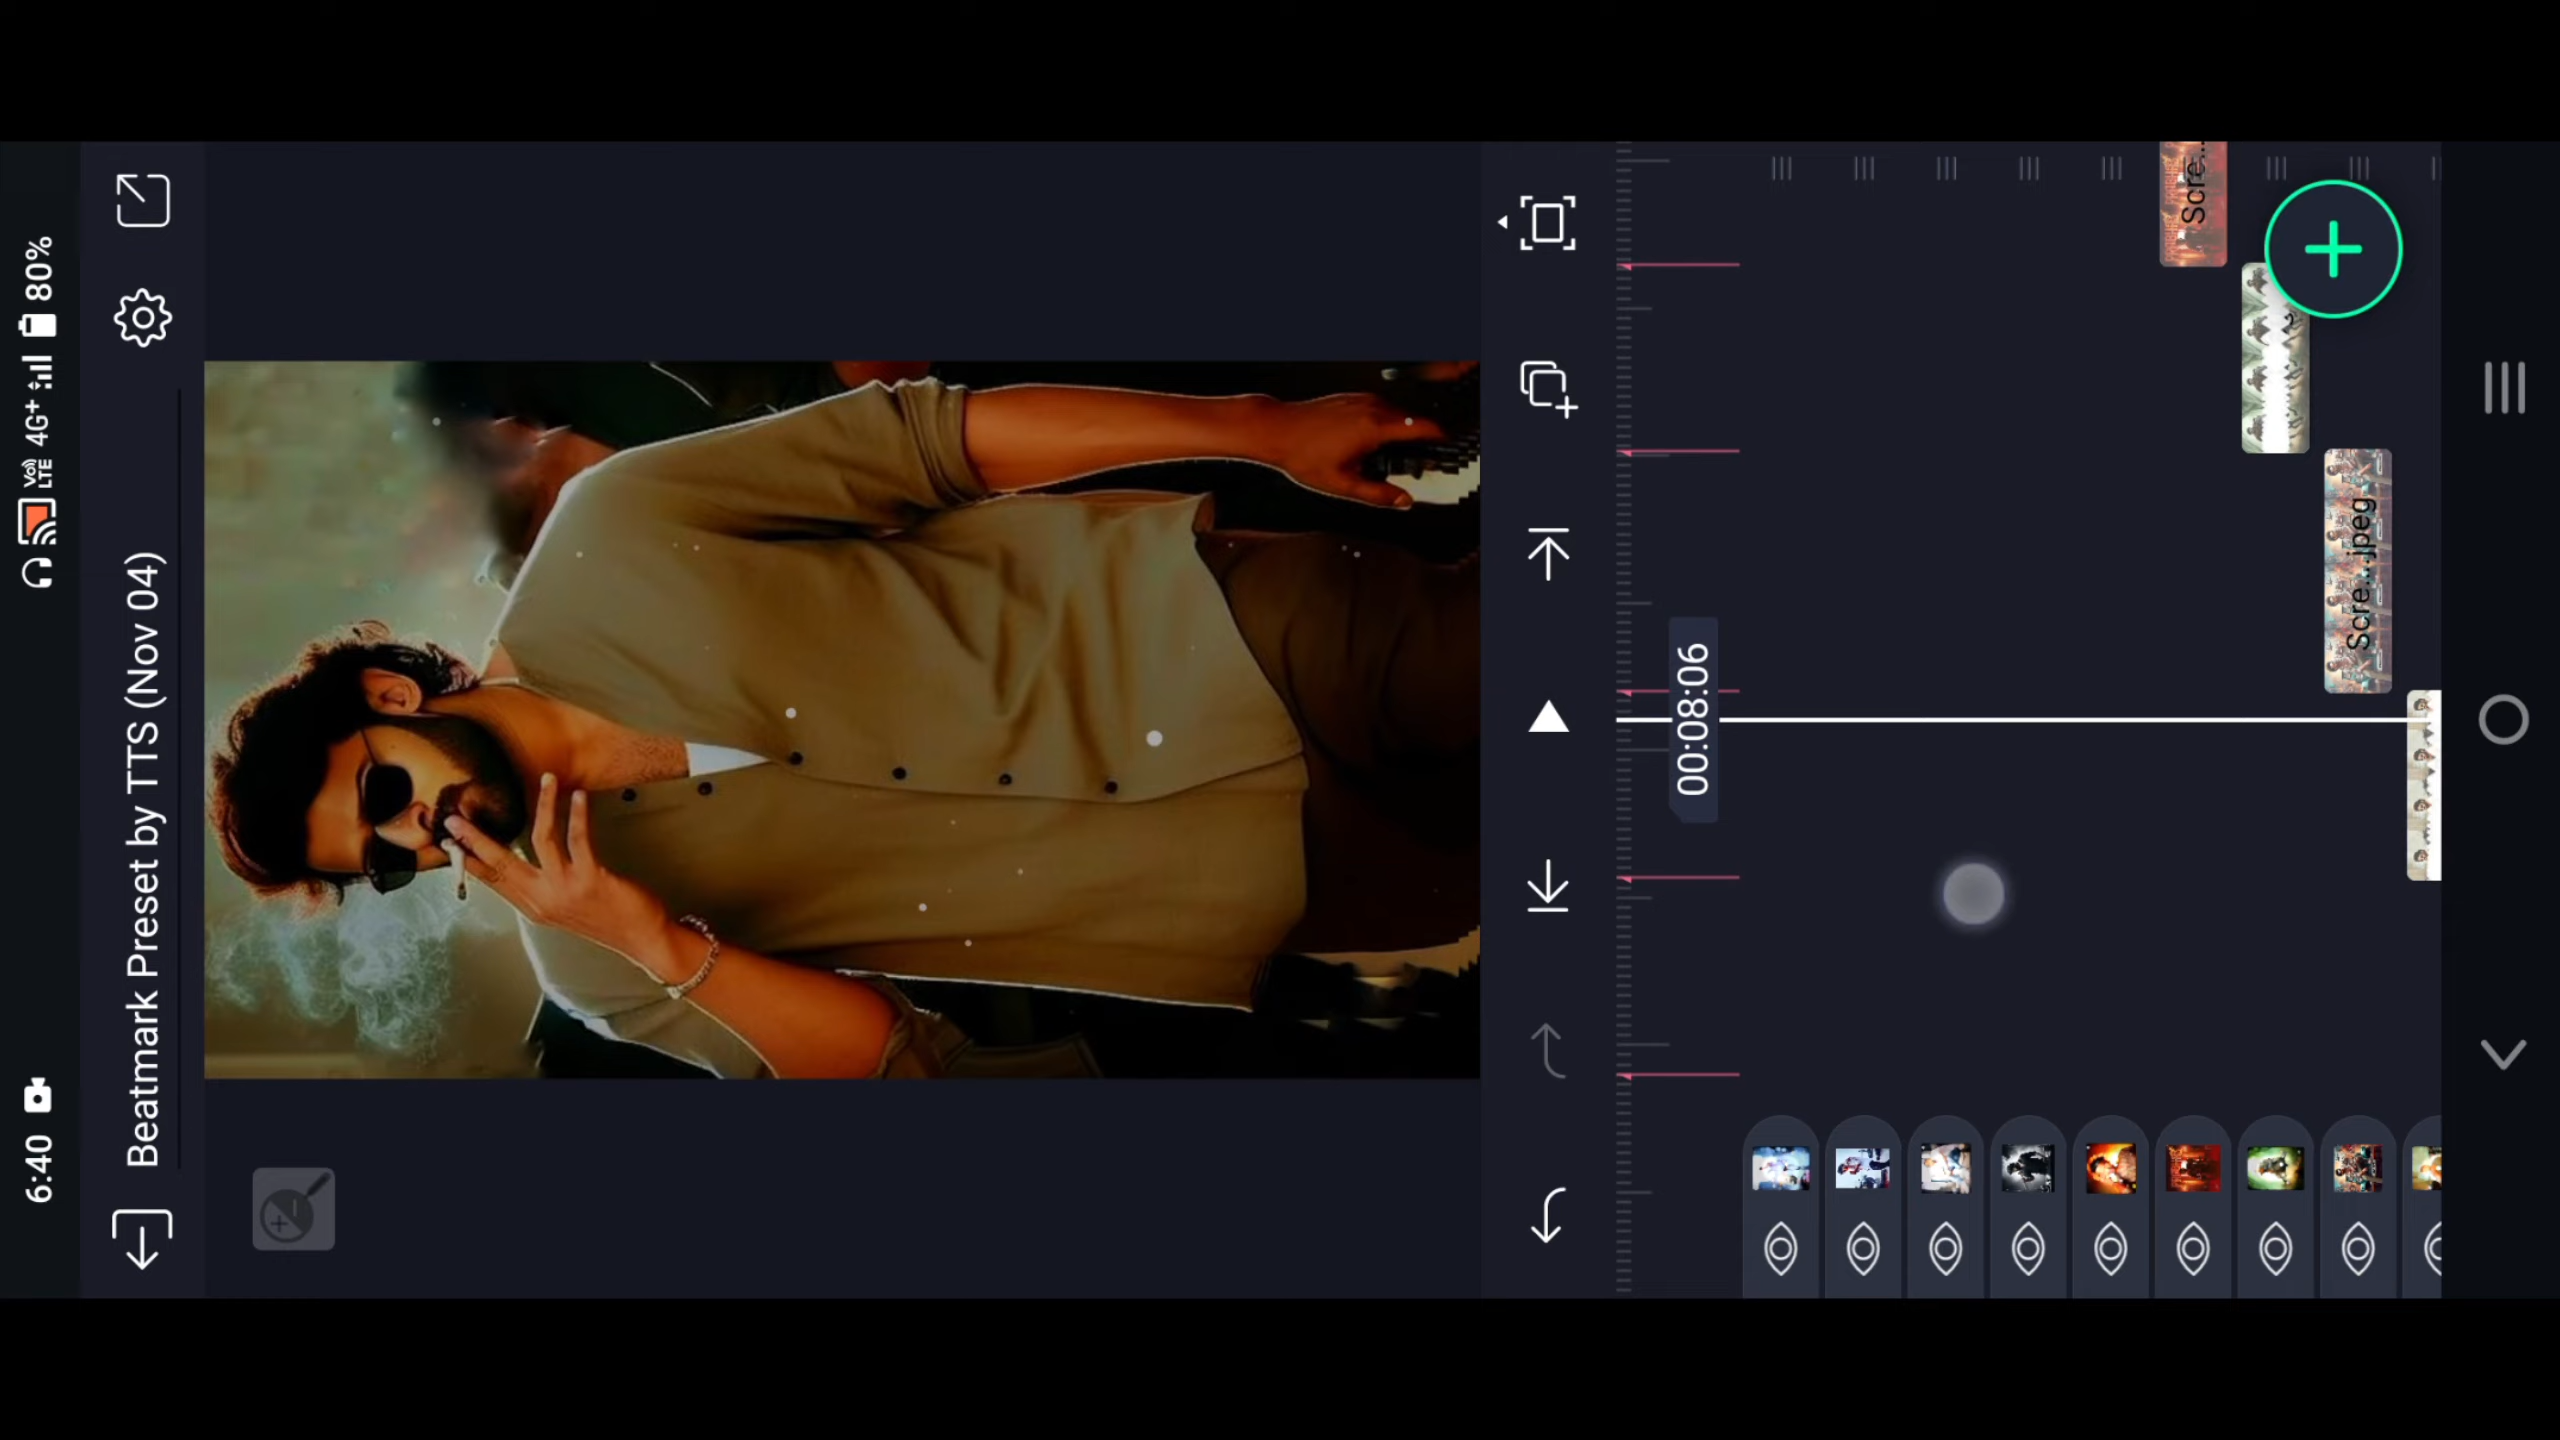 6:40
VoLTE 4G+ 80%
Beatmark Preset by TTS (Nov 04)
00:08:06
Scre...
Scre....jpeg